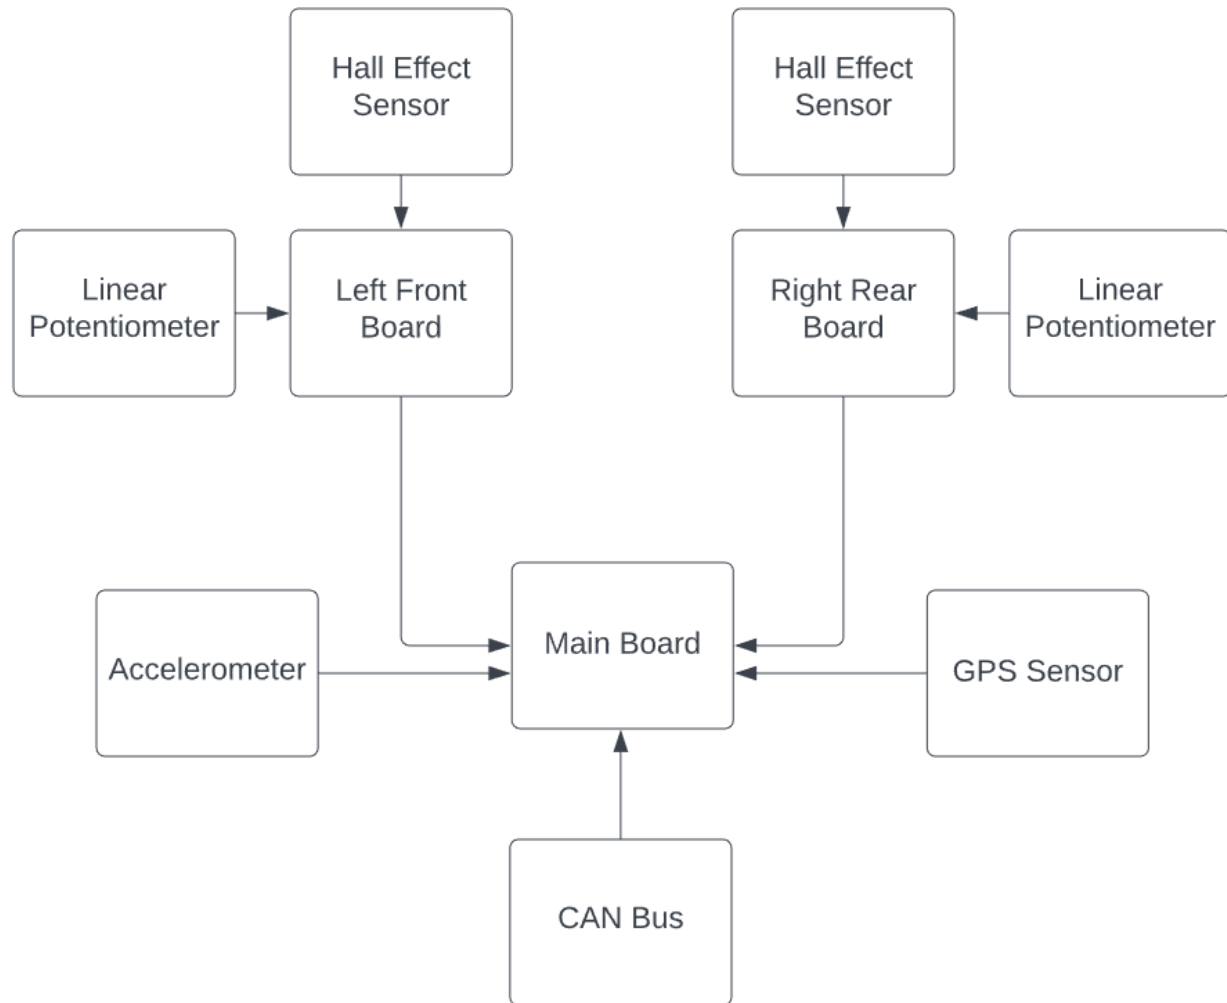 Hall Effect
Sensor
Hall Effect
Sensor
Linear
Potentiometer
Left Front
Board
Right Rear
Board
Linear
Potentiometer
Accelerometer
Main Board
GPS Sensor
CAN Bus